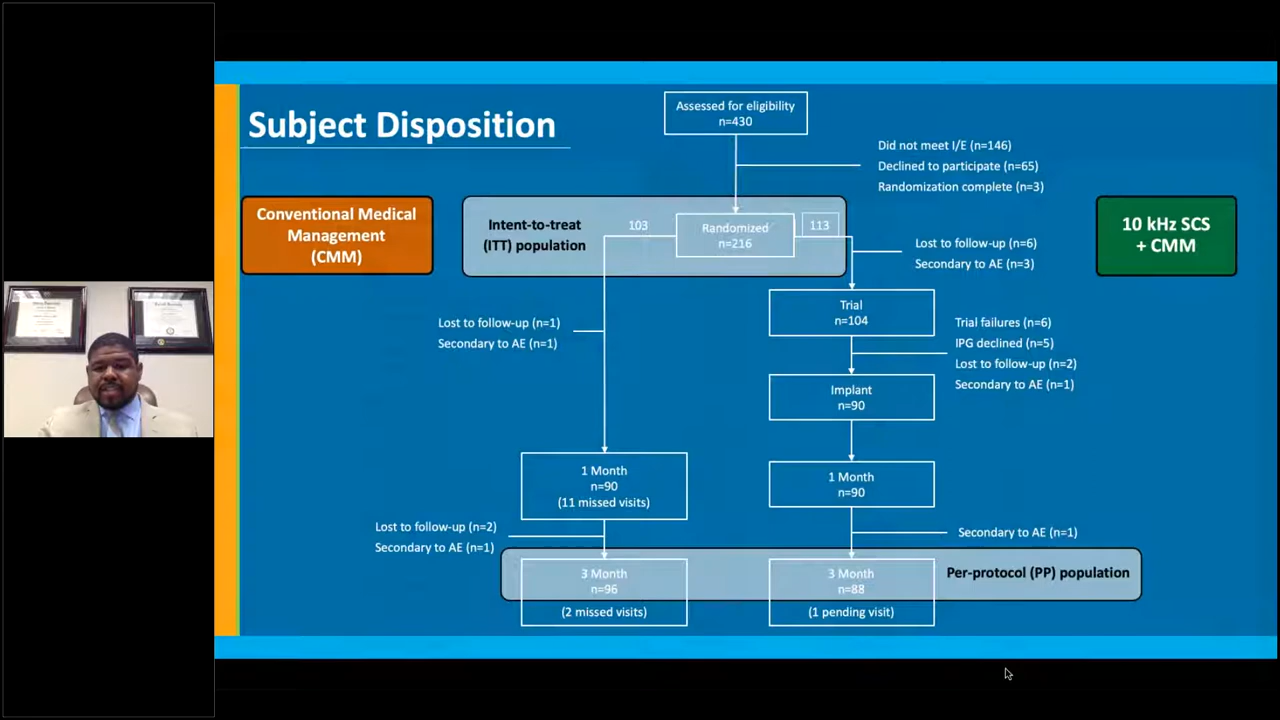 Subject Disposition
Assessed for eligibility
n=430
Did not meet I/E (n=146)
Declined to participate (n=65)
Randomization complete (n=3)
Conventional Medical
Management
(CMM)
Intent-to-treat
(ITT) population
103
Randomized
n=216
113
10 kHz SCS
+ CMM
Lost to follow-up (n=6)
Secondary to AE (n=3)
Trial
n=104
Lost to follow-up (n=1)
Secondary to AE (n=1)
Trial failures (n=6)
IPG declined (n=5)
Lost to follow-up (n=2)
Secondary to AE (n=1)
Implant
n=90
1 Month
n=90
(11 missed visits)
1 Month
n=90
Lost to follow-up (n=2)
Secondary to AE (n=1)
Secondary to AE (n=1)
3 Month
n=96
(2 missed visits)
3 Month
n=88
(1 pending visit)
Per-protocol (PP) population